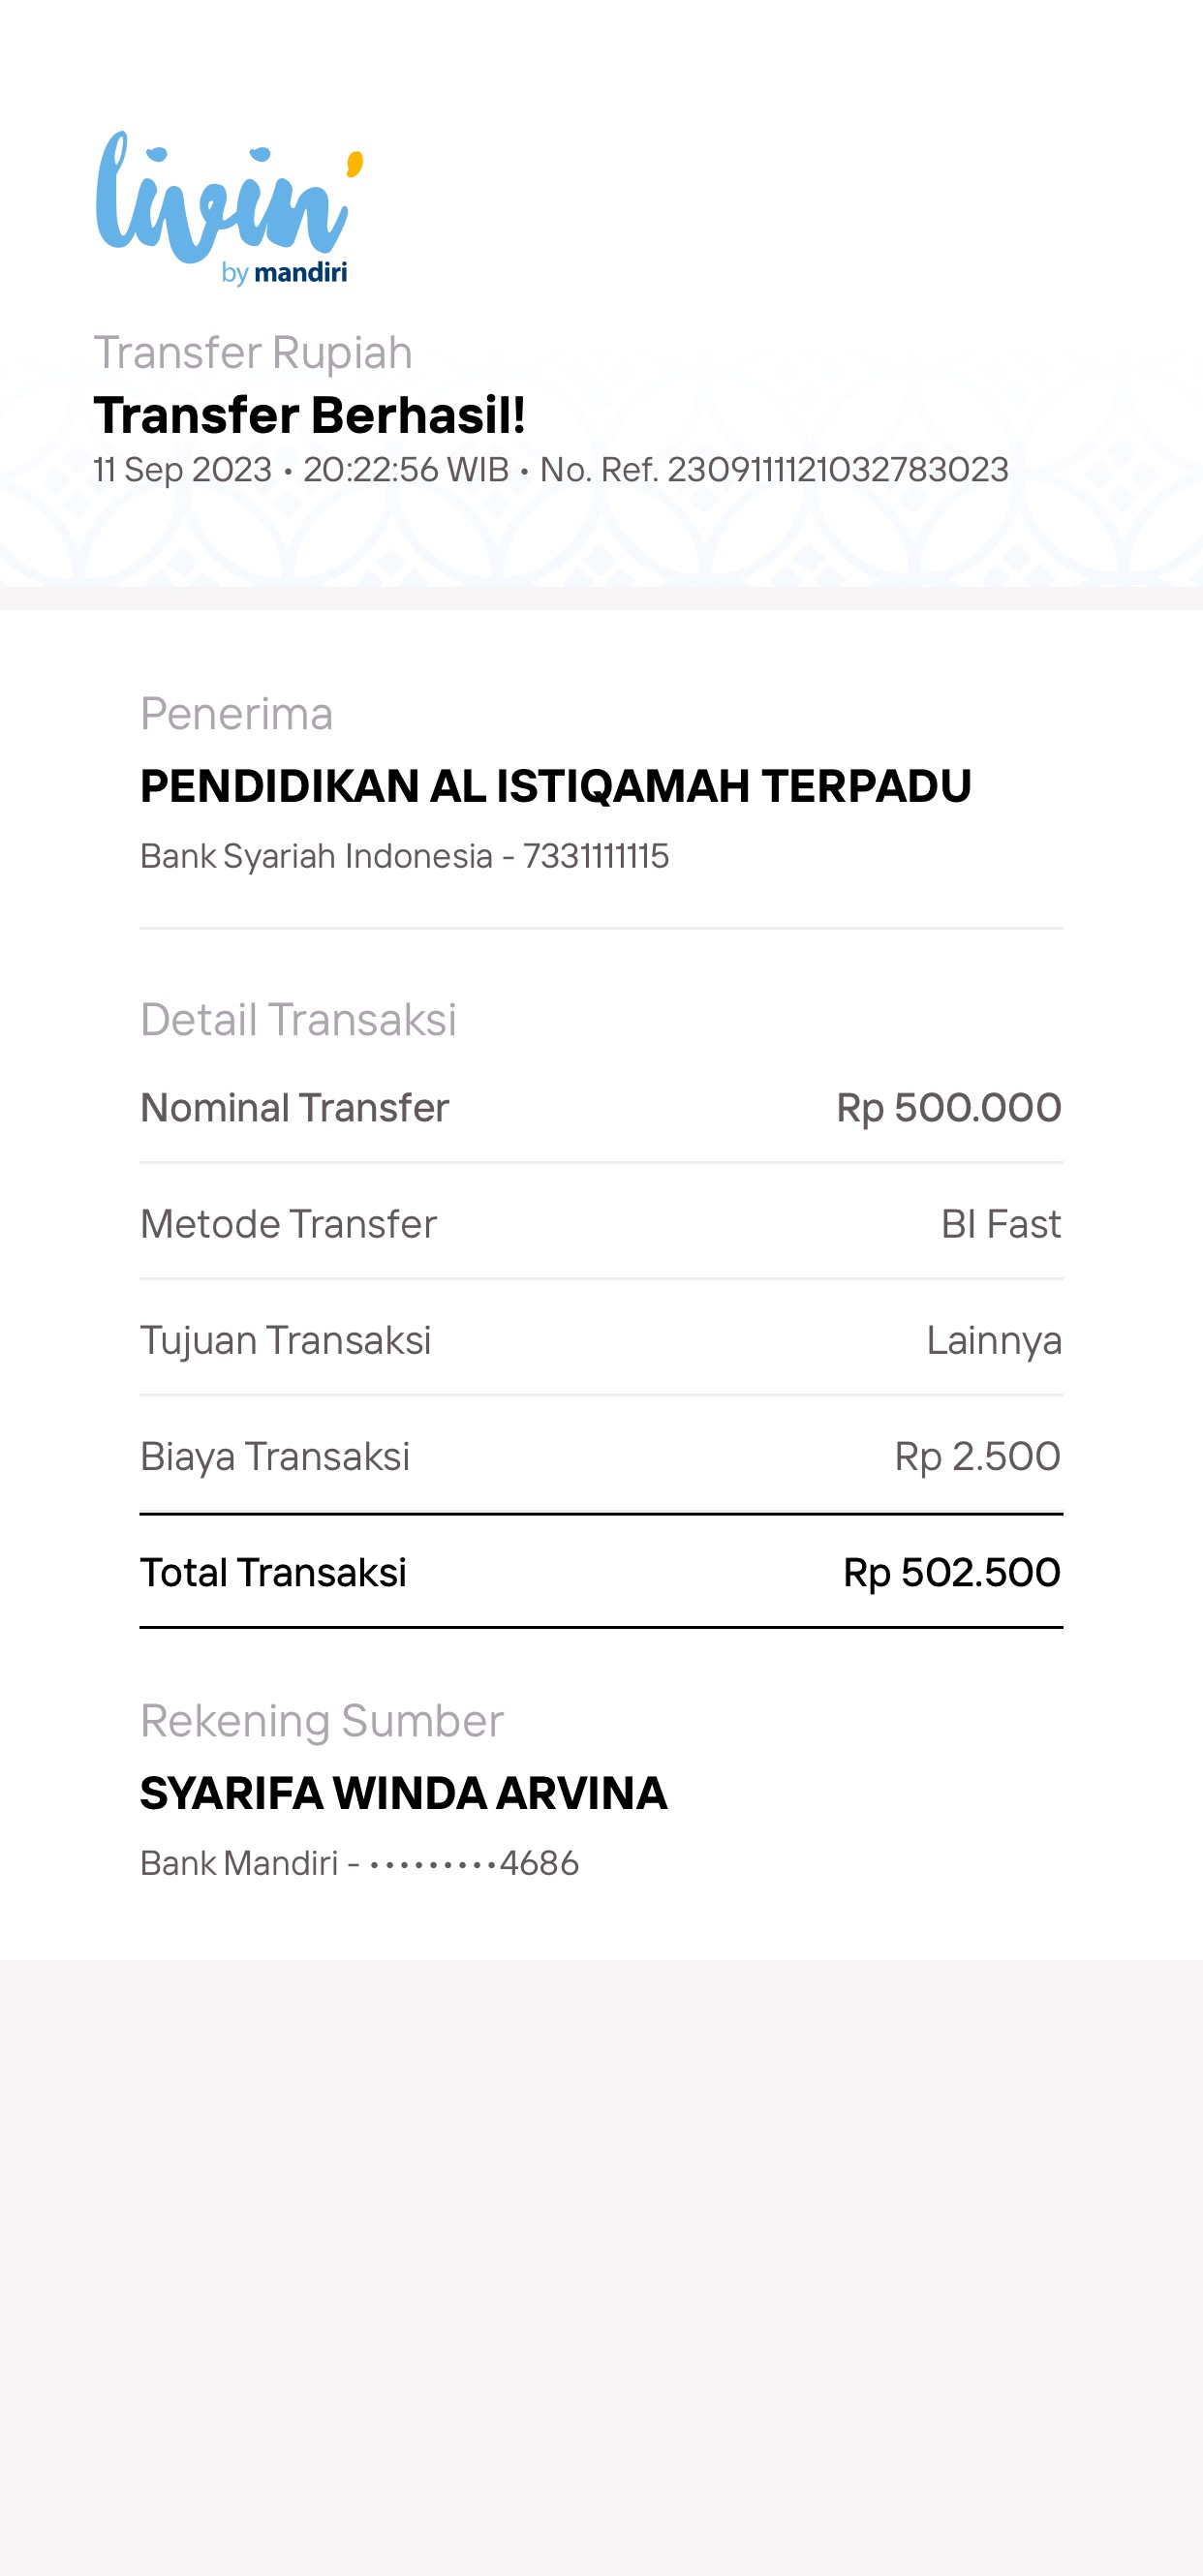 livin'
by mandiri
Transfer Rupiah
Transfer Berhasil!
11 Sep 2023 • 20:22:56 WIB • No. Ref. 2309111121032783023
Penerima
PENDIDIKAN AL ISTIQAMAH TERPADU
Bank Syariah Indonesia - 7331111115
Detail Transaksi
Nominal Transfer Rp 500.000
Metode Transfer BI Fast
Tujuan Transaksi Lainnya
Biaya Transaksi Rp 2.500
Total Transaksi Rp 502.500
Rekening Sumber
SYARIFA WINDA ARVINA
Bank Mandiri - •••••••••4686